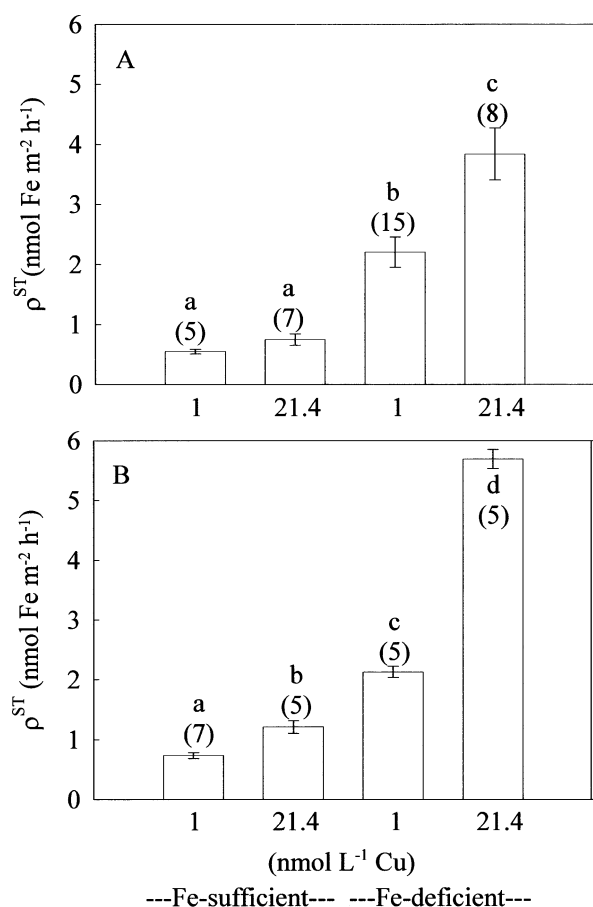 6
A
c
5
(8)
ρST(nmol Fe m-2 h-1)
4
b
3
(15)
2
a
a
1
(5)
(7)
0
1 21.4 1 21.4
6
B
d
5
(5)
ρST (nmol Fe m-2 h-1)
4
3
c
(5)
2
b
a
(5)
1
(7)
0
1 21.4 1 21.4
(nmol L-1 Cu)
---Fe-sufficient--- ---Fe-deficient---